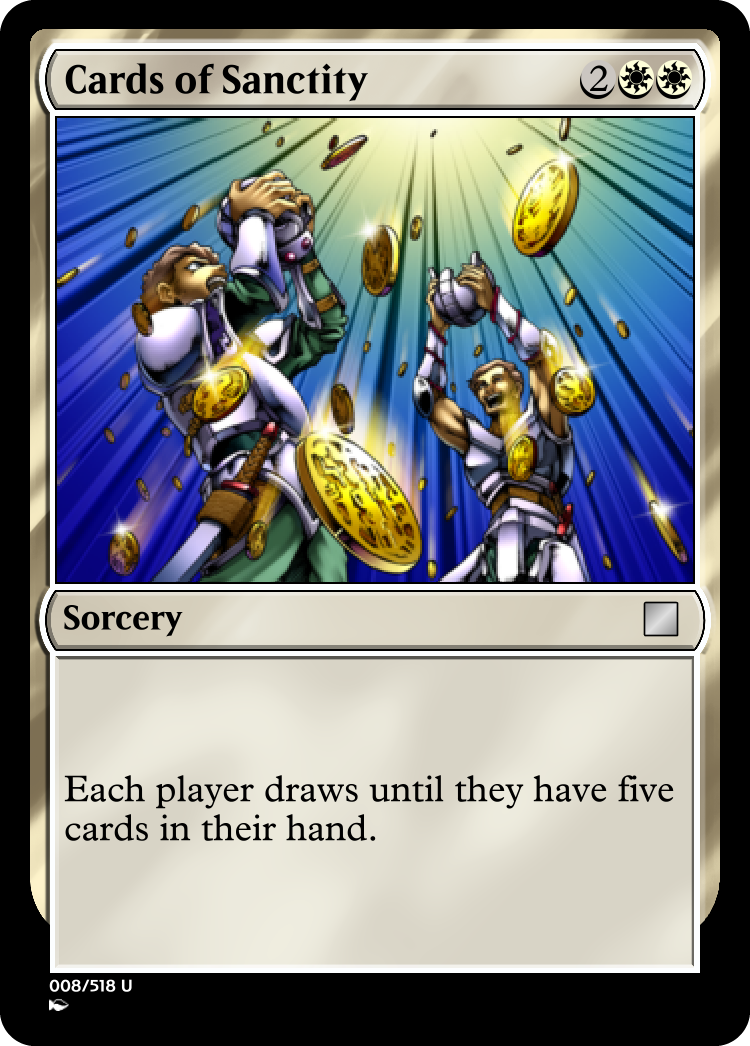 Cards of Sanctity 2
Sorcery
Each player draws until they have five
cards in their hand.
008/518 U